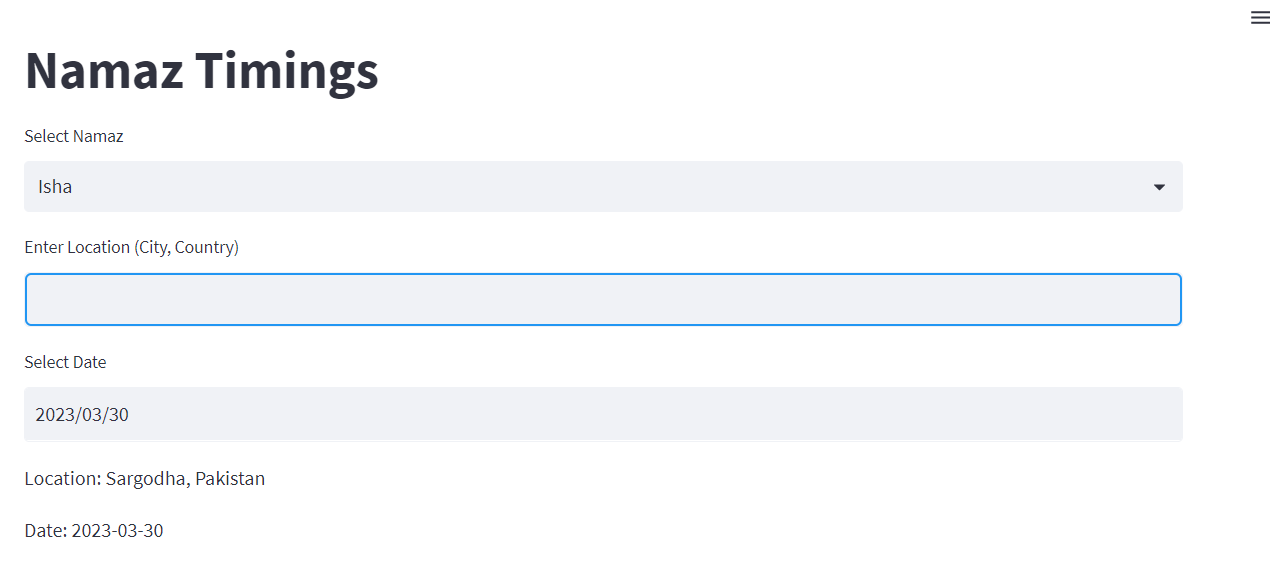 Namaz Timings
Select Namaz
Isha
Enter Location (City, Country)
Select Date
2023/03/30
Location: Sargodha, Pakistan
Date: 2023-03-30